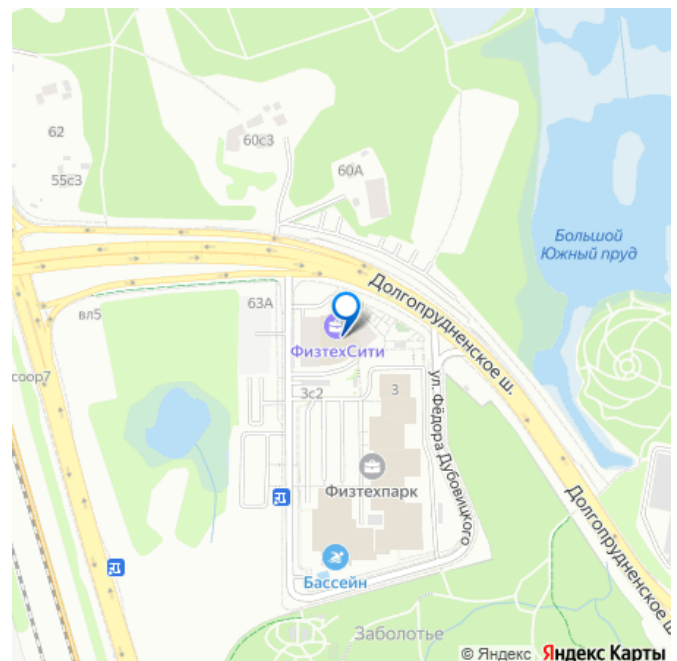 62
60с3
55с3
60А
Большой
Южный пруд
Долгопрудненское ш.
63А
вл5
ФизтехСити
соор7
3с2
3
ул. Фёдора Дубовицкого
Физтехпарк
Долгопрудненское ш.
Бассейн
Заболотье
© Яндекс Яндекс Карты